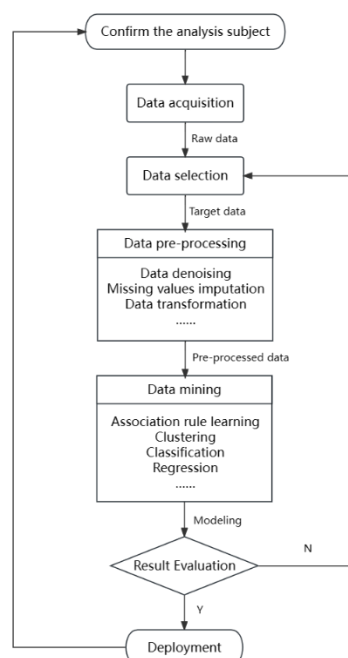 Confirm the analysis subject
Data acquisition
Raw data
Data selection
Target data
Data pre-processing
Data denoising
Missing values imputation
Data transformation
......
Pre-processed data
Data mining
Association rule learning
Clustering
Classification
Regression
......
Modeling
Result Evaluation
N
Y
Deployment